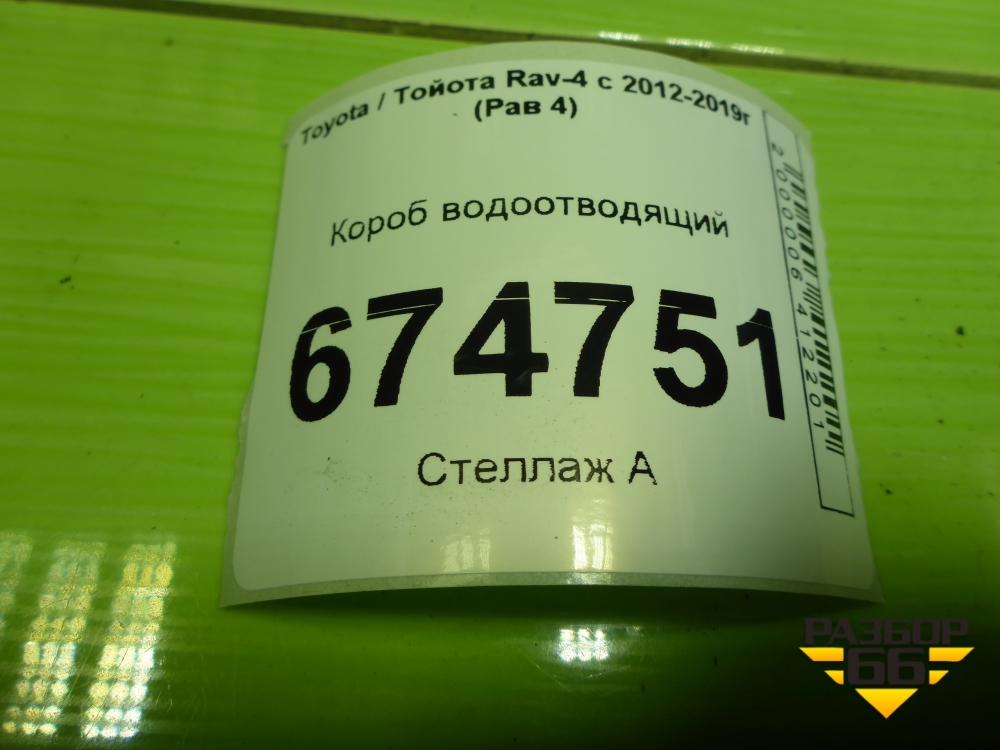 Toyota / Тойота Rav-4 с 2012-2019г
(Рав 4)
Короб водоотводящий
674751
Стеллаж А
2000006412201
РАЗБОР
66